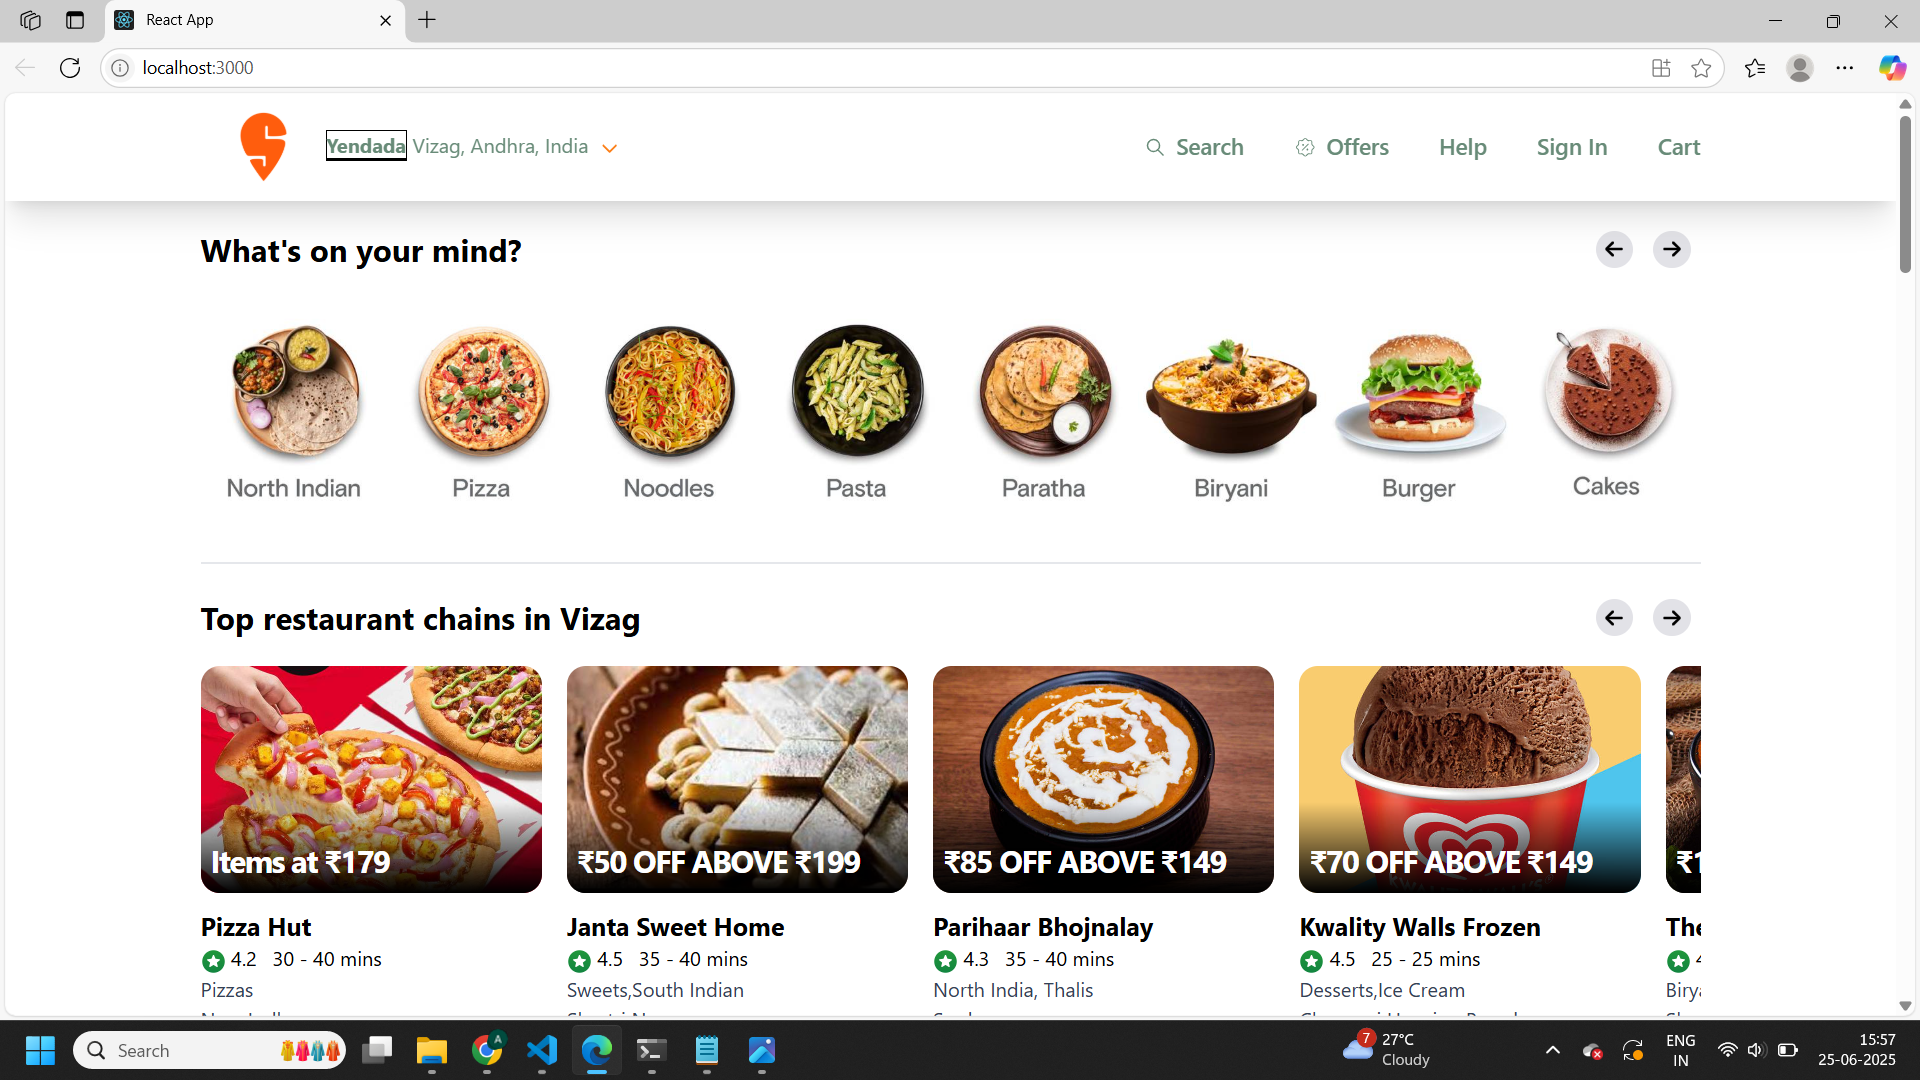 React App
localhost:3000
Yendada Vizag, Andhra, India
Search
Offers
Help
Sign In
Cart
What's on your mind?
North Indian
Pizza
Noodles
Pasta
Paratha
Biryani
Burger
Cakes
Top restaurant chains in Vizag
Items at ₹179
₹50 OFF ABOVE ₹199
₹85 OFF ABOVE ₹149
₹70 OFF ABOVE ₹149
₹1
Pizza Hut
Janta Sweet Home
Parihaar Bhojnalay
Kwality Walls Frozen
The
4.2 30 - 40 mins
4.5 35 - 40 mins
4.3 35 - 40 mins
4.5 25 - 25 mins
Pizzas
Sweets,South Indian
North India, Thalis
Desserts,Ice Cream
Search
A
7
27°C
Cloudy
ENG
IN
15:57
25-06-2025